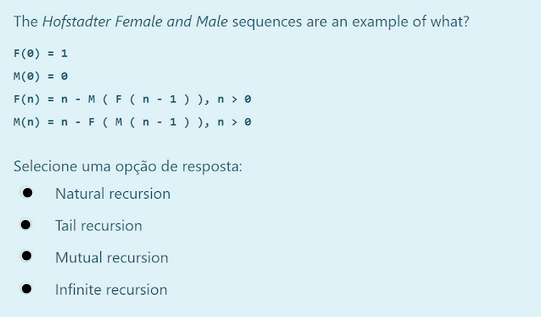 The Hofstadter Female and Male sequences are an example of what?
F(0) = 1
M(0) = 0
F(n) = n - M ( F ( n - 1 ) ), n > 0
M(n) = n - F ( M ( n - 1 ) ), n > 0
Selecione uma opção de resposta:
Natural recursion
Tail recursion
Mutual recursion
Infinite recursion